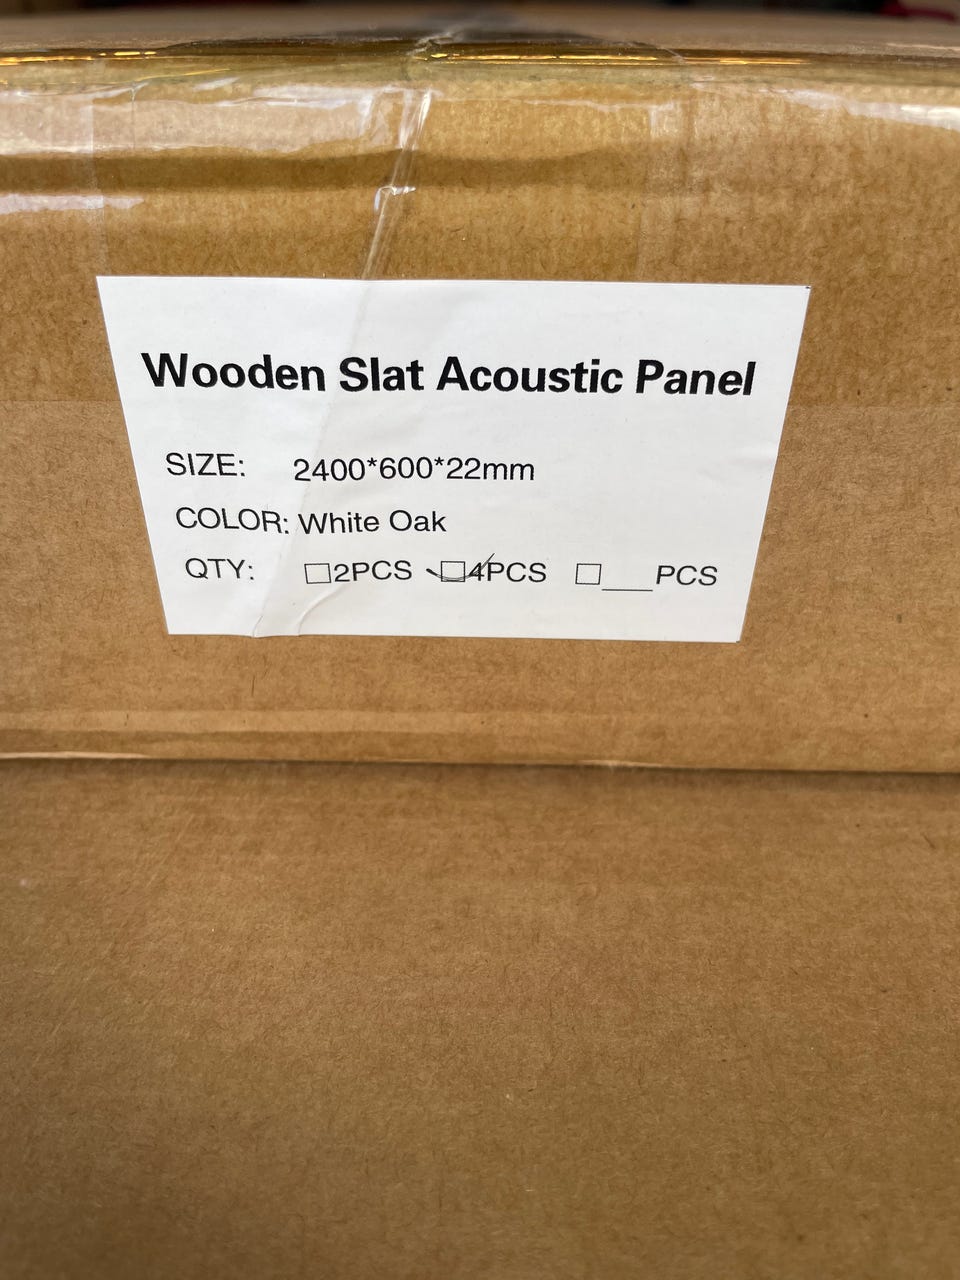 Wooden Slat Acoustic Panel
SIZE: 2400*600*22mm
COLOR: White Oak
QTY: ☐2PCS ☑4PCS ☐___PCS